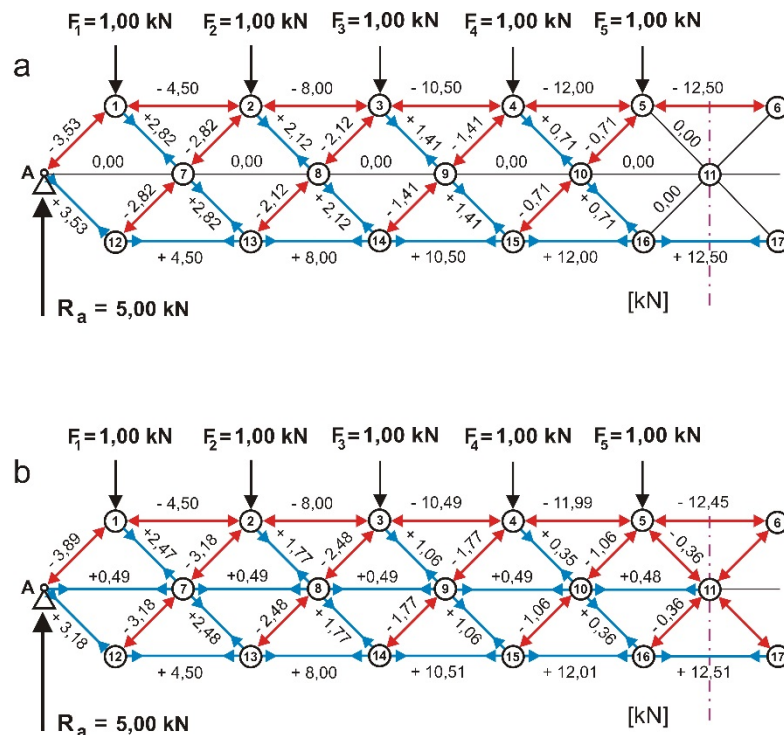 F1=1,00 kN F2=1,00 kN F3=1,00 kN F4=1,00 kN F5=1,00 kN
a
- 4,50 - 8,00 - 10,50 - 12,00 - 12,50
1 2 3 4 5 6
- 3,53 +2,82 - 2,82 + 2,12 - 2,12 + 1,41 - 1,41 + 0,71 - 0,71 0,00
A 0,00 7 0,00 8 0,00 9 0,00 10 0,00 11
+ 3,53 - 2,82 +2,82 - 2,12 + 2,12 - 1,41 + 1,41 - 0,71 + 0,71 0,00
12 13 14 15 16 17
+ 4,50 + 8,00 + 10,50 + 12,00 + 12,50
Ra = 5,00 kN [kN]
F1=1,00 kN F2=1,00 kN F3=1,00 kN F4=1,00 kN F5=1,00 kN
b
- 4,50 - 8,00 - 10,49 - 11,99 - 12,45
1 2 3 4 5 6
- 3,89 +2,47 - 3,18 + 1,77 - 2,48 + 1,06 - 1,77 + 0,35 - 1,06 - 0,36
A +0,49 7 +0,49 8 +0,49 9 +0,49 10 +0,48 11
+ 3,18 - 3,18 +2,48 - 2,48 + 1,77 - 1,77 + 1,06 - 1,06 + 0,36 - 0,36
12 13 14 15 16 17
+ 4,50 + 8,00 + 10,51 + 12,01 + 12,51
Ra = 5,00 kN [kN]